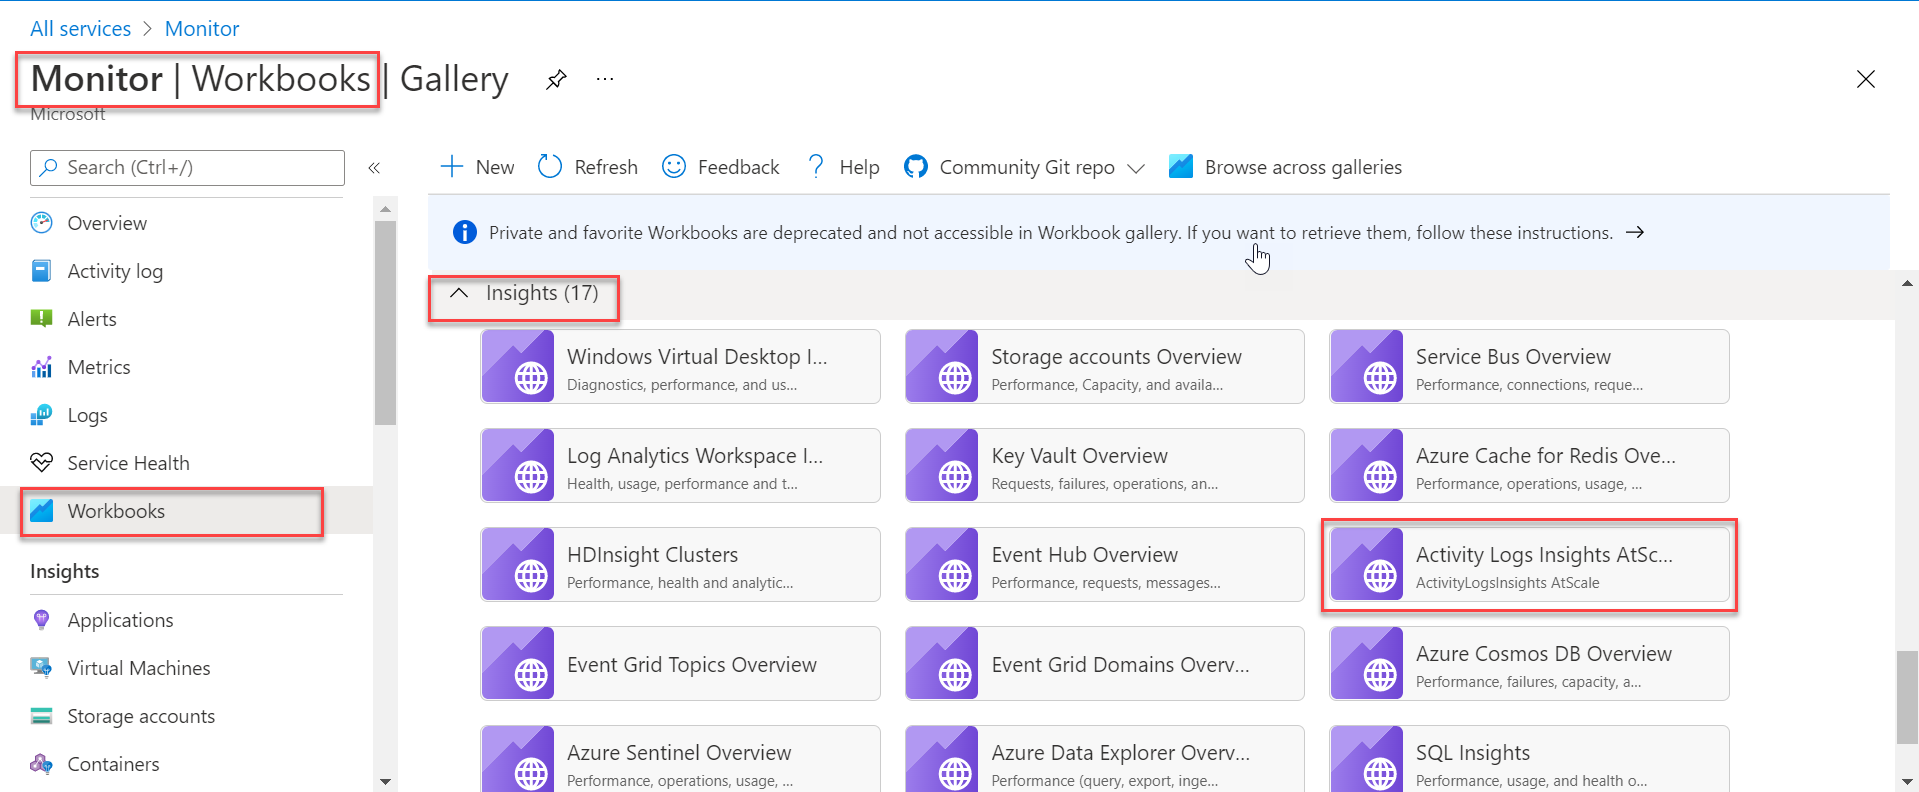 All services > Monitor
Monitor | Workbooks | Gallery
...
Microsoft
Search (Ctrl+/)
«
New
Refresh
Feedback
? Help
Community Git repo
Browse across galleries
Overview
Activity log
Alerts
Metrics
Logs
Service Health
Workbooks
Insights
Applications
Virtual Machines
Storage accounts
Containers
Private and favorite Workbooks are deprecated and not accessible in Workbook gallery. If you want to retrieve them, follow these instructions. →
Insights (17)
Windows Virtual Desktop I...
Diagnostics, performance, and us...
Storage accounts Overview
Performance, Capacity, and availa...
Service Bus Overview
Performance, connections, reque...
Log Analytics Workspace I...
Health, usage, performance and t...
Key Vault Overview
Requests, failures, operations, an...
Azure Cache for Redis Ove...
Performance, operations, usage, ...
HDInsight Clusters
Performance, health and analytic...
Event Hub Overview
Performance, requests, messages...
Activity Logs Insights AtSc...
ActivityLogsInsights AtScale
Event Grid Topics Overview
Event Grid Domains Overv...
Azure Cosmos DB Overview
Performance, failures, capacity, a...
Azure Sentinel Overview
Performance, operations, usage, ...
Azure Data Explorer Overv...
Performance (query, export, inge...
SQL Insights
Performance, usage, and health o...